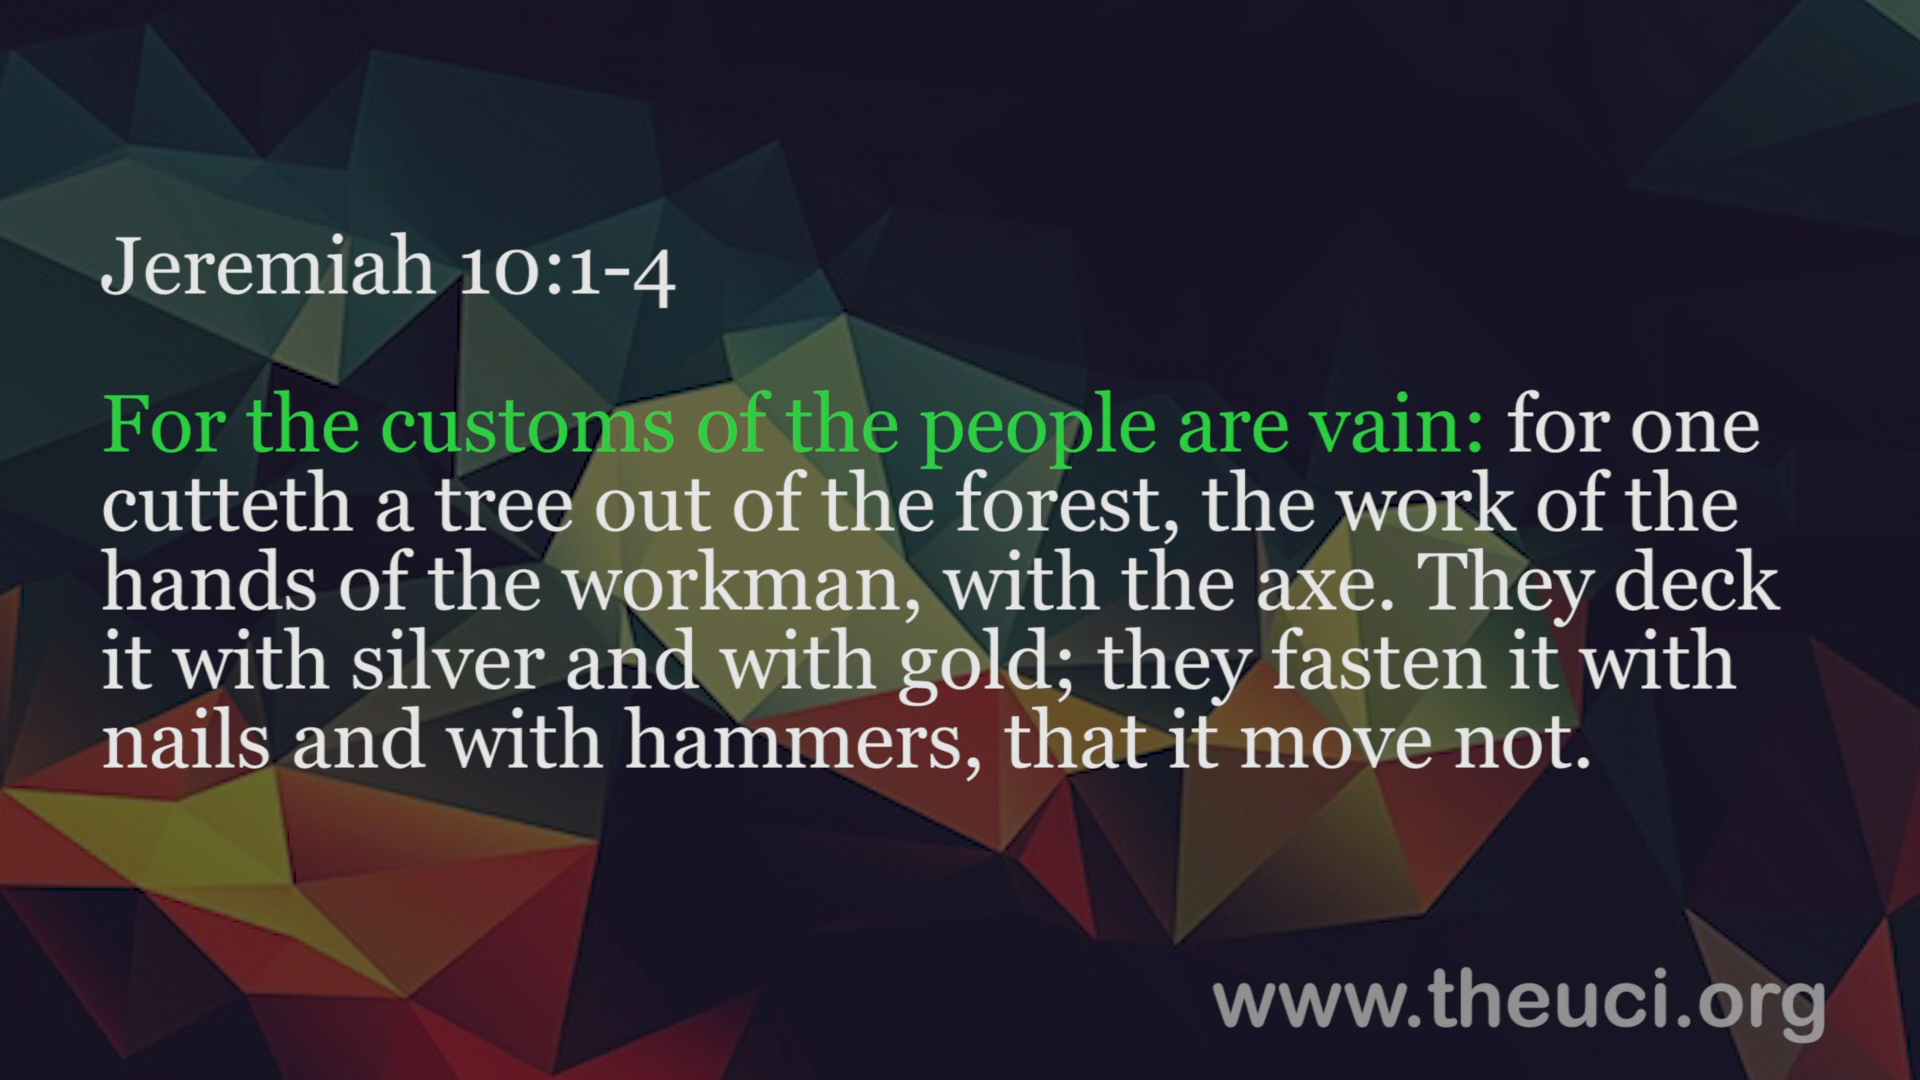 Jeremiah 10:1-4
For the customs of the people are vain: for one
cutteth a tree out of the forest, the work of the
hands of the workman, with the axe. They deck
it with silver and with gold; they fasten it with
nails and with hammers, that it move not.
www.theuci.org